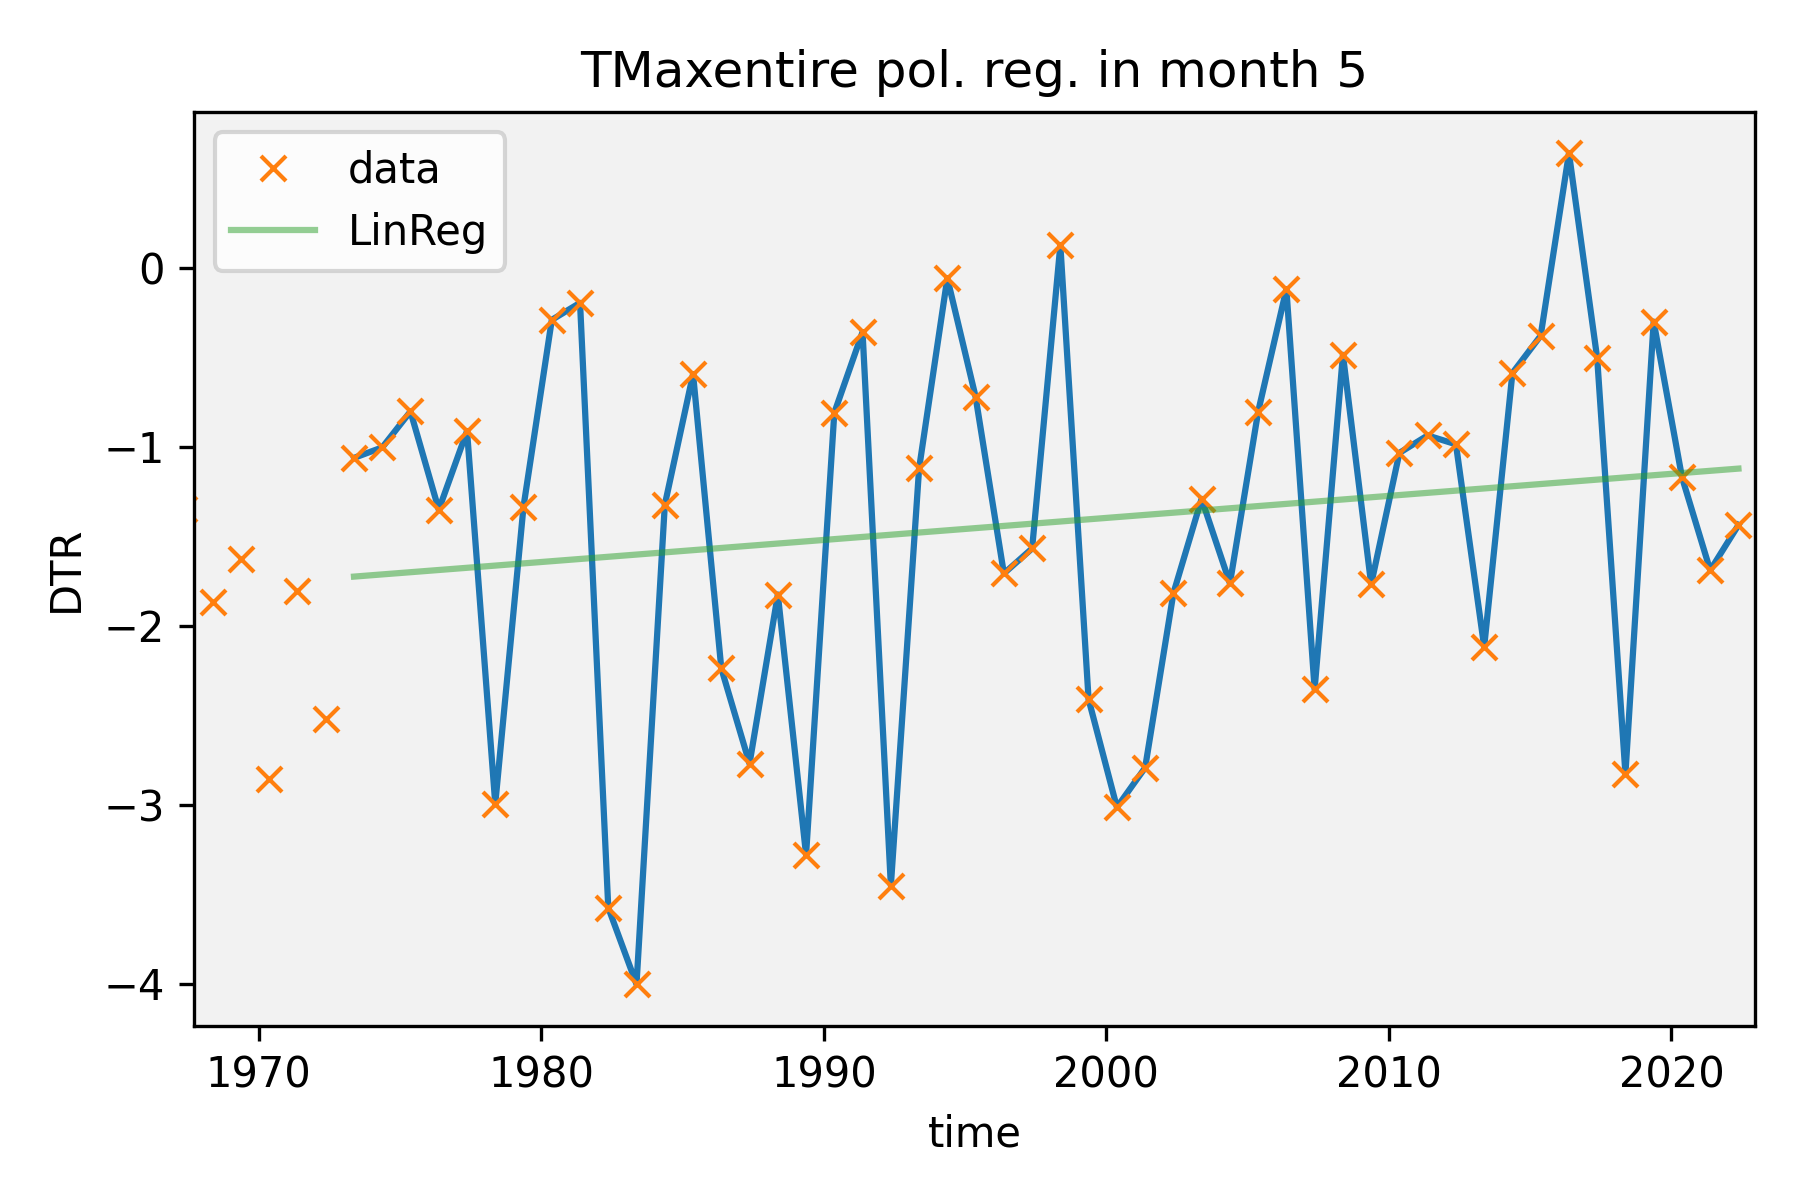 TMaxentire pol. reg. in month 5
data
LinReg
0
−1
−2
−3
−4
DTR
1970 1980 1990 2000 2010 2020
time